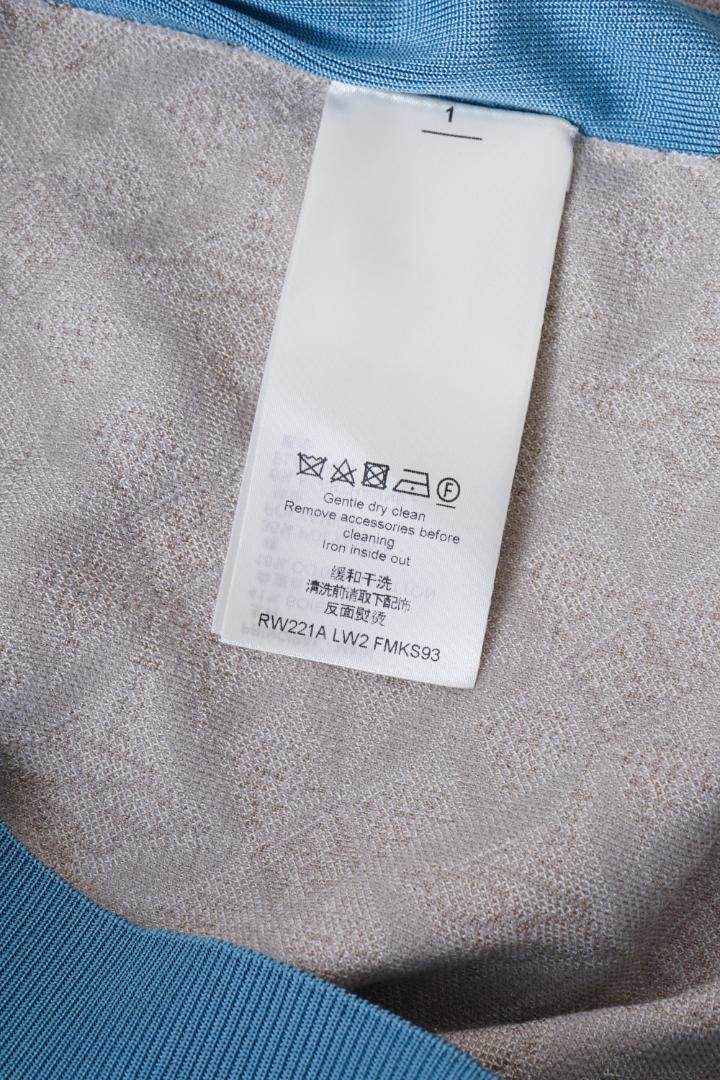 1
F
Gentle dry clean
Remove accessories before
cleaning
Iron inside out
缓和干洗
清洗前请取下配饰
反面熨烫
RW221A LW2 FMKS93